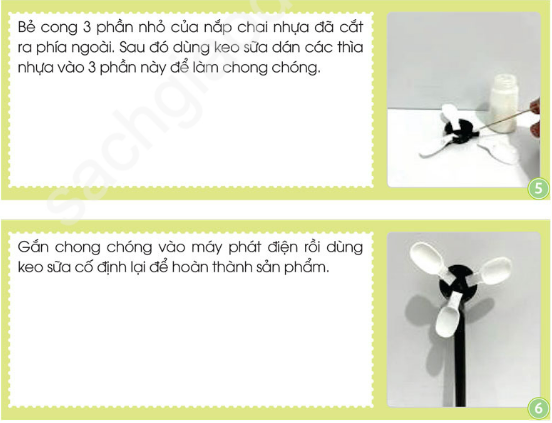 Bẻ cong 3 phần nhỏ của nắp chai nhựa đã cắt
ra phía ngoài. Sau đó dùng keo sữa dán các thìa
nhựa vào 3 phần này để làm chong chóng.
5
Gắn chong chóng vào máy phát điện rồi dùng
keo sữa cố định lại để hoàn thành sản phẩm.
6